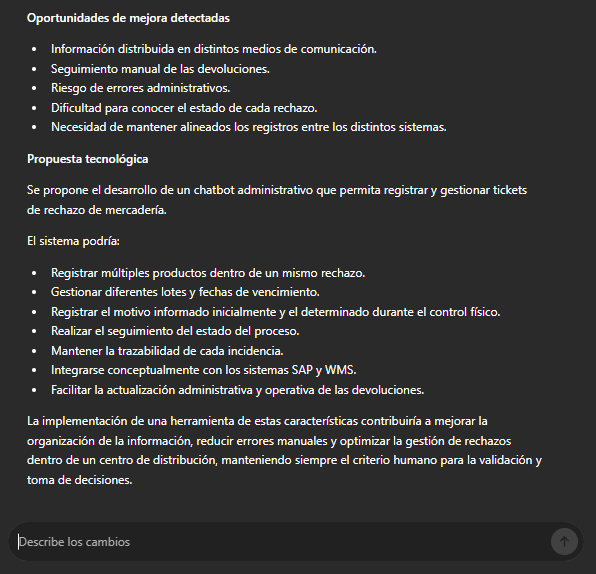 Oportunidades de mejora detectadas
Información distribuida en distintos medios de comunicación.
Seguimiento manual de las devoluciones.
Riesgo de errores administrativos.
Dificultad para conocer el estado de cada rechazo.
Necesidad de mantener alineados los registros entre los distintos sistemas.
Propuesta tecnológica
Se propone el desarrollo de un chatbot administrativo que permita registrar y gestionar tickets
de rechazo de mercadería.
El sistema podría:
Registrar múltiples productos dentro de un mismo rechazo.
Gestionar diferentes lotes y fechas de vencimiento.
Registrar el motivo informado inicialmente y el determinado durante el control físico.
Realizar el seguimiento del estado del proceso.
Mantener la trazabilidad de cada incidencia.
Integrarse conceptualmente con los sistemas SAP y WMS.
Facilitar la actualización administrativa y operativa de las devoluciones.
La implementación de una herramienta de estas características contribuiría a mejorar la
organización de la información, reducir errores manuales y optimizar la gestión de rechazos
dentro de un centro de distribución, manteniendo siempre el criterio humano para la validación y
toma de decisiones.
Describe los cambios